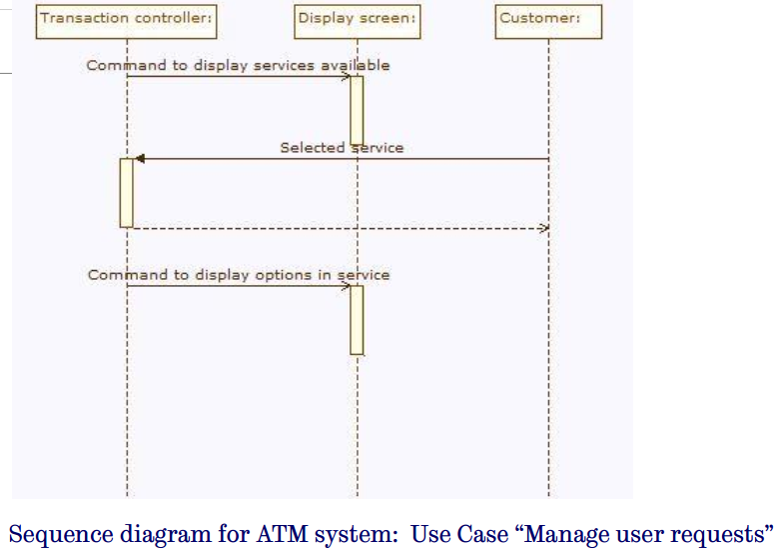 Transaction controller:
Display screen:
Customer:
Command to display services available
Selected service
Command to display options in service
Sequence diagram for ATM system: Use Case “Manage user requests”